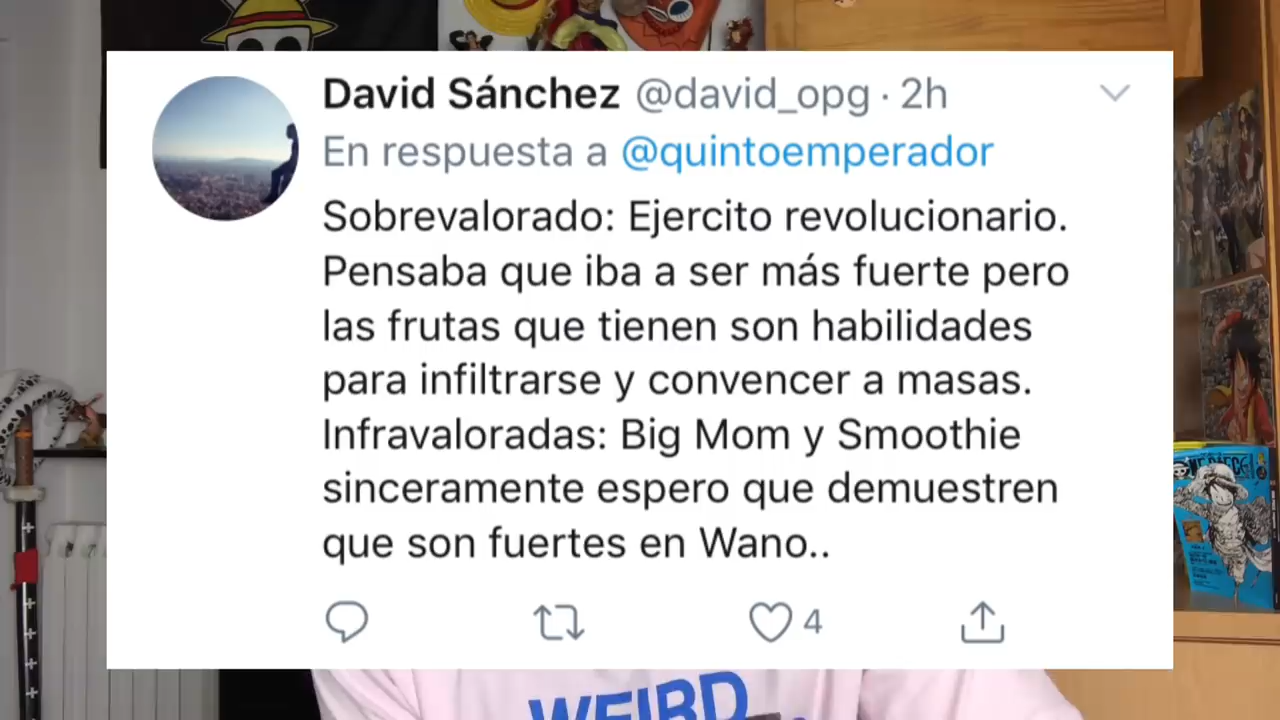 David Sánchez @david_opg · 2h
En respuesta a @quintoemperador
Sobrevalorado: Ejercito revolucionario.
Pensaba que iba a ser más fuerte pero
las frutas que tienen son habilidades
para infiltrarse y convencer a masas.
Infravaloradas: Big Mom y Smoothie
sinceramente espero que demuestren
que son fuertes en Wano..
4
ONE PIECE
WEIRD